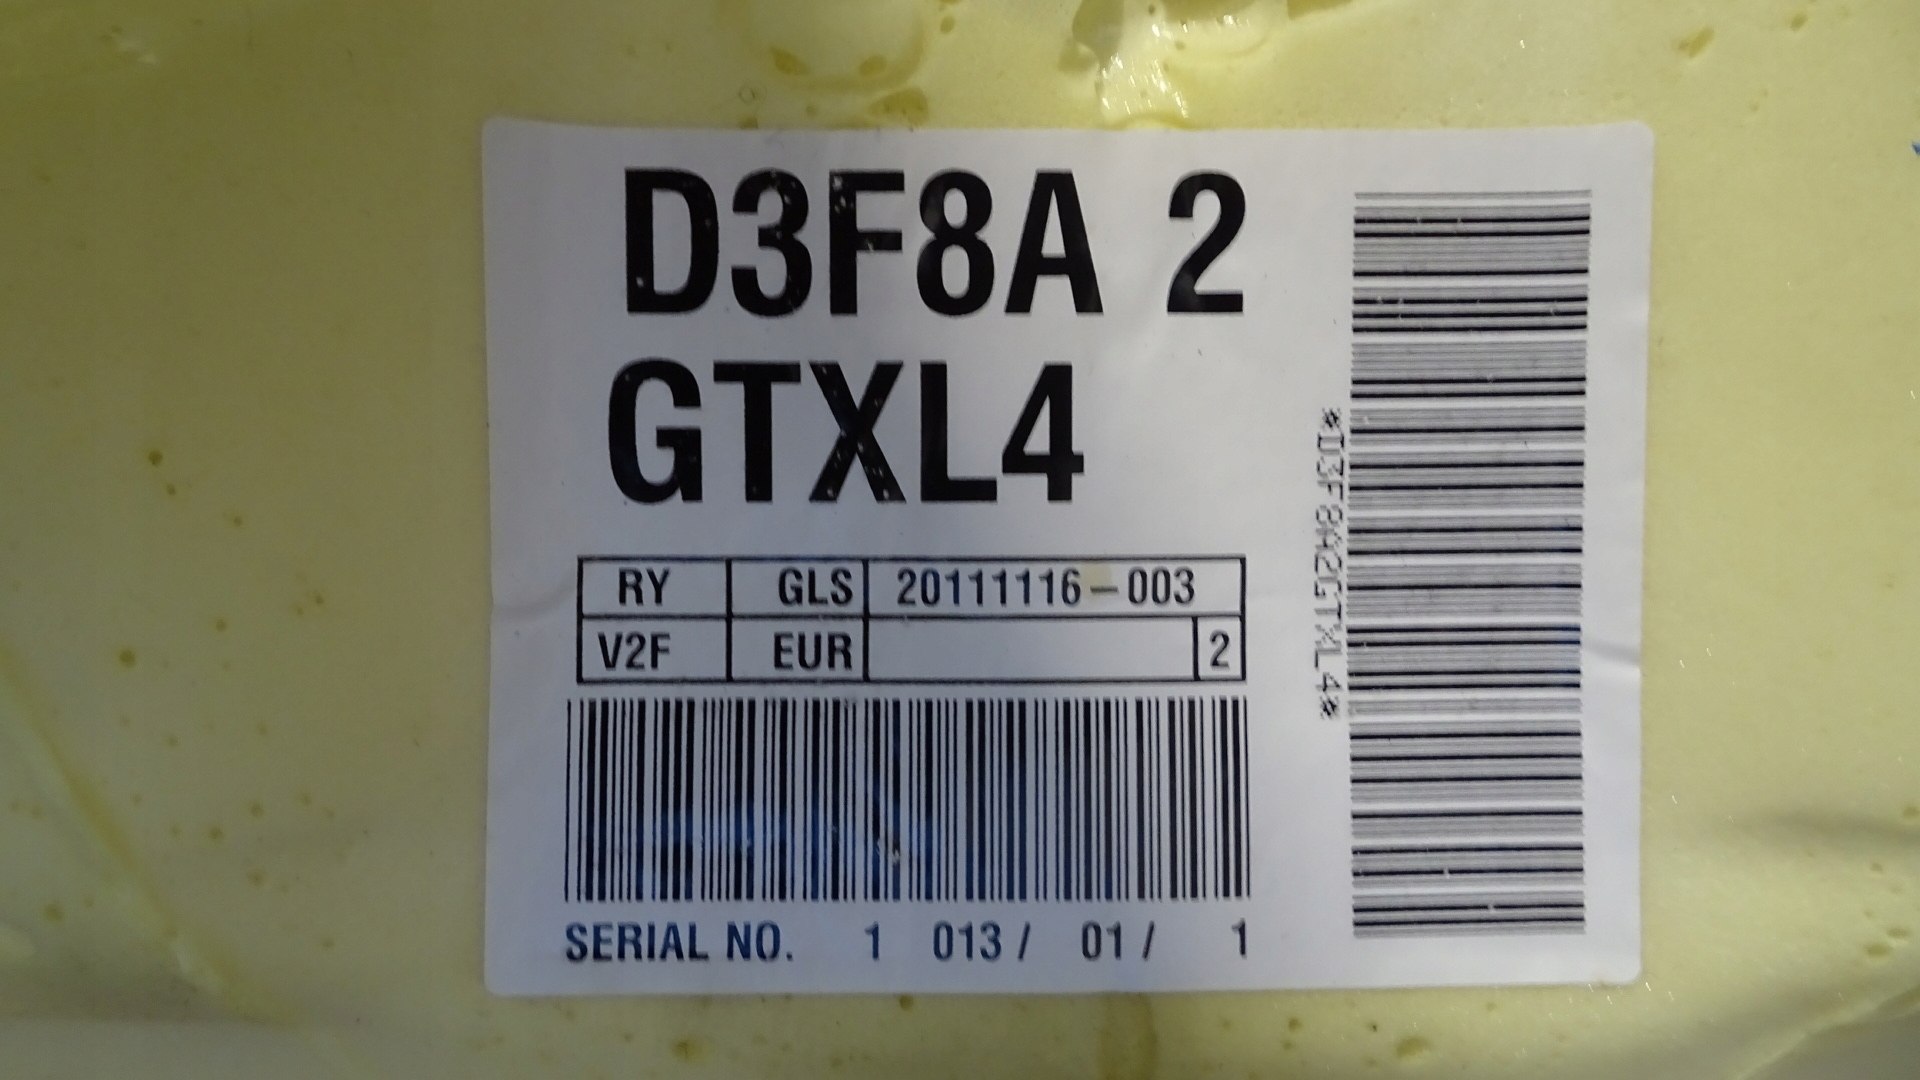 D3F8A 2
GTXL4
RY GLS 20111116-003
V2F EUR 2
SERIAL NO. 1 013/ 01/ 1
*D3F8A2GTXL4*